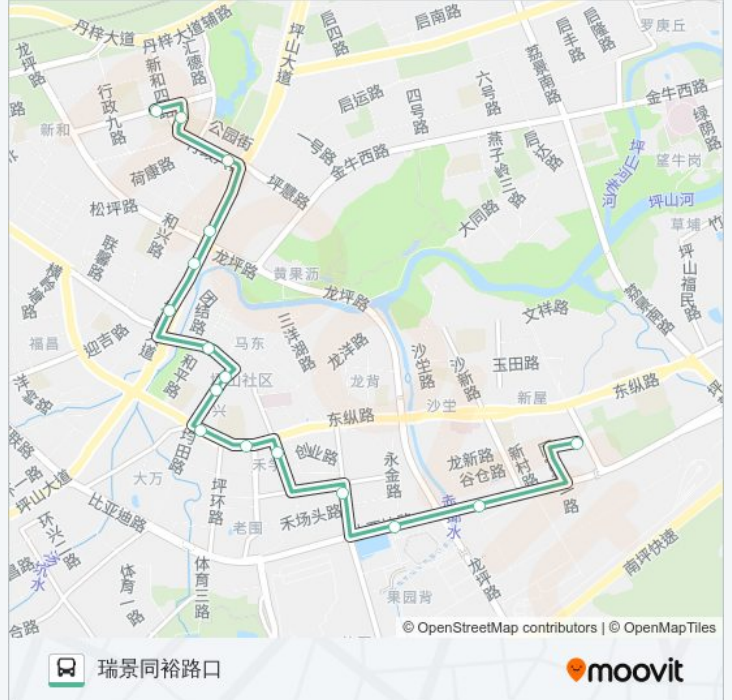 丹梓大道
丹梓大道辅路
汇德路
龙坪路
新和四
坪山大道
启四路
启南路
荔景南路
启丰路
启隆路
罗庚丘
行政九路
新和
启运路
四号路
六号路
金牛西路
绿荫路
公园街
一号路
金牛西路
燕子岭三路
启达路
坪山河
望牛岗
荷康路
坪慧路
松坪路
和兴路
大同路
坪山河
草埔
竹
联馨路
龙坪路
黄果沥
龙坪路
坪山福民路
荔景南路
横岭塘路
团结路
文祥路
福昌
迎吉路
道
马东
三洋湖路
龙洋路
沙坣路
沙新路
玉田路
和平路
山社区
龙背
新屋
东纵路
兴
沙坣
东纵路
创业路
永金路
龙新路
谷仓路
新村路
大万
坪环路
坪山大道
比亚迪路
老围
禾场头路
路
环兴二路
体育一路
体育三路
龙坪路
南坪快速
果园背
合路
© OpenStreetMap contributors | © OpenMapTiles
瑞景同裕路口
moovit